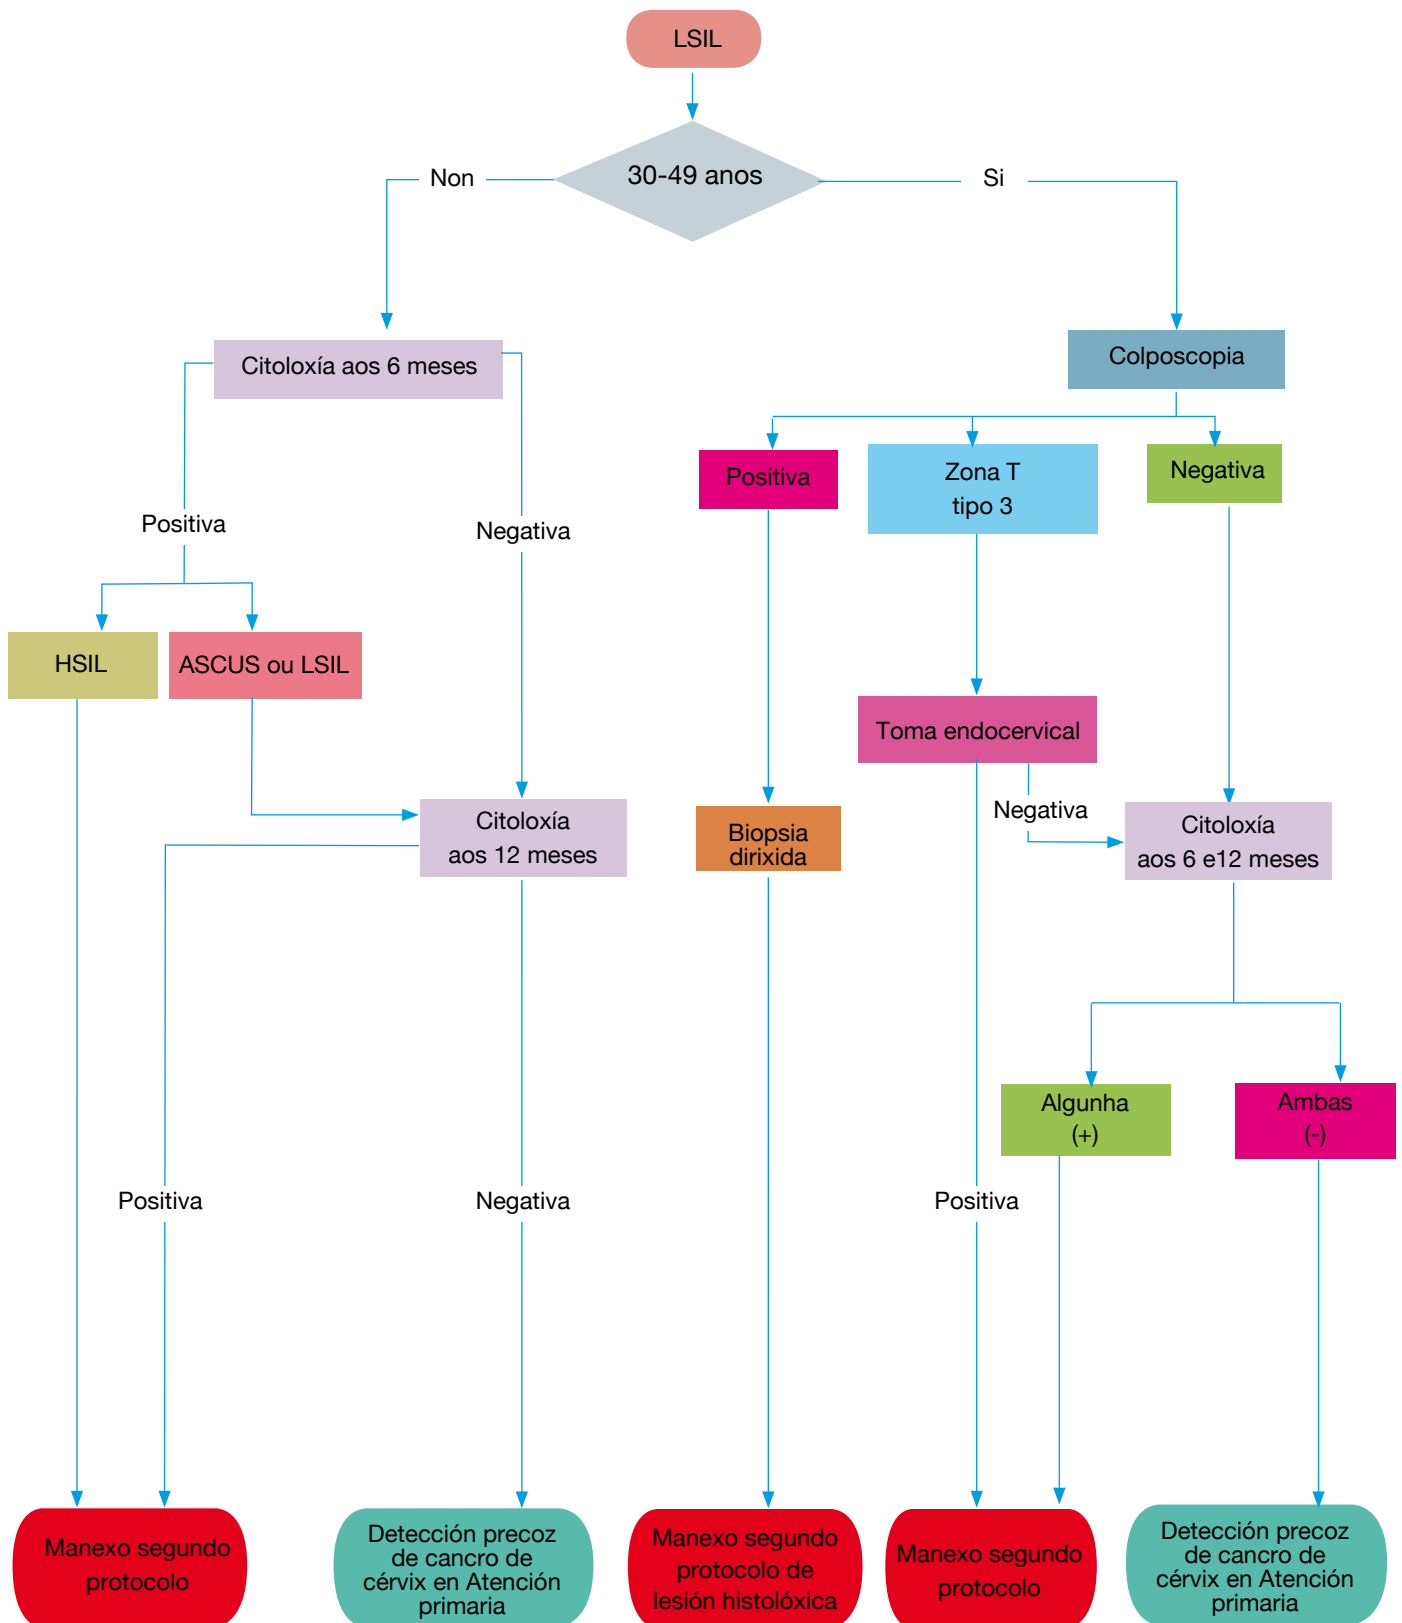 LSIL
30-49 anos
Non
Si
Citoloxía aos 6 meses
Colposcopia
Positiva
Zona T
tipo 3
Negativa
Positiva
Negativa
HSIL
ASCUS ou LSIL
Toma endocervical
Negativa
Citoloxía
aos 12 meses
Biopsia
dirixida
Citoloxía
aos 6 e12 meses
Algunha
(+)
Ambas
(-)
Positiva
Negativa
Positiva
Manexo segundo
protocolo
Detección precoz
de cancro de
cérvix en Atención
primaria
Manexo segundo
protocolo de
lesión histolóxica
Manexo segundo
protocolo
Detección precoz
de cancro de
cérvix en Atención
primaria